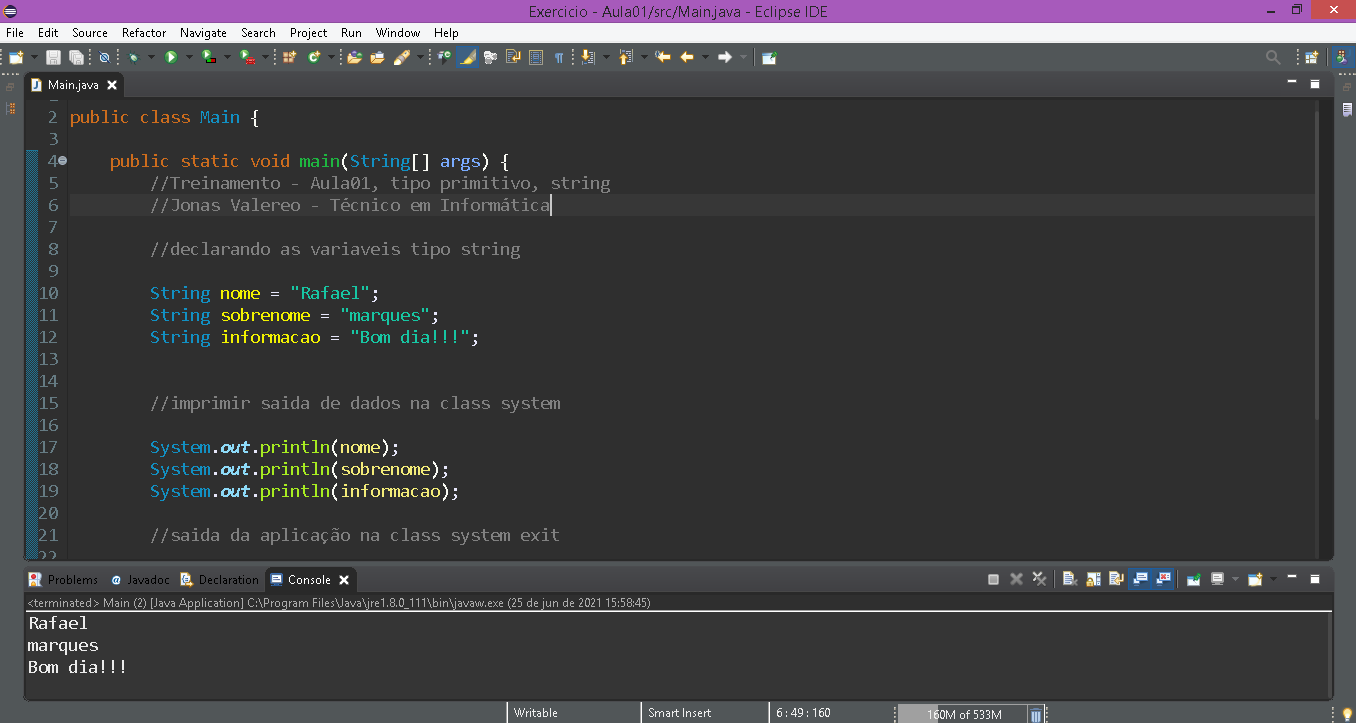 Exercicio - Aula01/src/Main.java - Eclipse IDE
File Edit Source Refactor Navigate Search Project Run Window Help
Main.java
2 public class Main {
3
4 public static void main(String[] args) {
5 //Treinamento - Aula01, tipo primitivo, string
6 //Jonas Valereo - Técnico em Informática
7
8 //declarando as variaveis tipo string
9
10 String nome = "Rafael";
11 String sobrenome = "marques";
12 String informacao = "Bom dia!!!";
13
14
15 //imprimir saida de dados na class system
16
17 System.out.println(nome);
18 System.out.println(sobrenome);
19 System.out.println(informacao);
20
21 //saida da aplicação na class system exit
22
Problems Javadoc Declaration Console
<terminated> Main (2) [Java Application] C:\Program Files\Java\jre1.8.0_111\bin\javaw.exe (25 de jun de 2021 15:58:45)
Rafael
marques
Bom dia!!!
Writable Smart Insert 6 : 49 : 160 160M of 533M